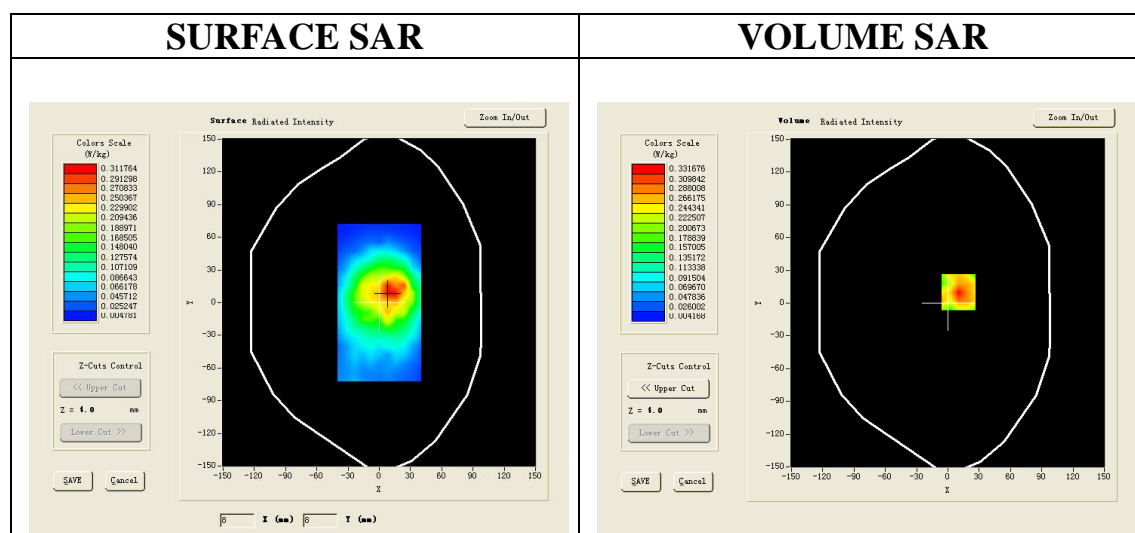 SURFACE SAR
VOLUME SAR
Surface Radiated Intensity
Zoom In/Out
Colors Scale
(W/kg)
0.311764
0.291298
0.270833
0.250367
0.229902
0.209436
0.188971
0.168505
0.148040
0.127574
0.107109
0.086643
0.066178
0.045712
0.025247
0.004781
Z-Cuts Control
<< Upper Cut
Z = 4.0 mm
Lower Cut >>
SAVE
Cancel
150
120
90
60
30
0
-30
-60
-90
-120
-150
Y
-150 -120 -90 -60 -30 0 30 60 90 120 150
X
8 X (mm) 8 Y (mm)
Volume Radiated Intensity
Zoom In/Out
Colors Scale
(W/kg)
0.331676
0.309842
0.288008
0.266175
0.244341
0.222507
0.200673
0.178839
0.157005
0.135172
0.113338
0.091504
0.069670
0.047836
0.026002
0.004168
Z-Cuts Control
<< Upper Cut
Z = 4.0 mm
Lower Cut >>
SAVE
Cancel
150
120
90
60
30
0
-30
-60
-90
-120
-150
Y
-150 -120 -90 -60 -30 0 30 60 90 120 150
X